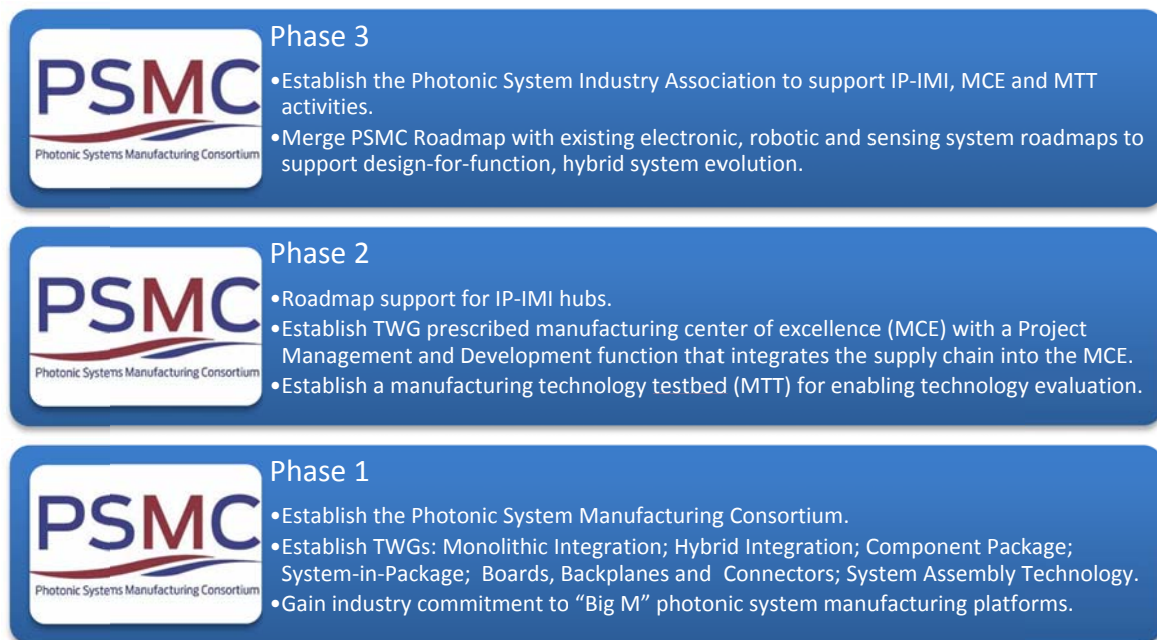 PSMC
Photonic Systems Manufacturing Consortium
Phase 3
•Establish the Photonic System Industry Association to support IP-IMI, MCE and MTT
activities.
•Merge PSMC Roadmap with existing electronic, robotic and sensing system roadmaps to
support design-for-function, hybrid system evolution.
PSMC
Photonic Systems Manufacturing Consortium
Phase 2
•Roadmap support for IP-IMI hubs.
•Establish TWG prescribed manufacturing center of excellence (MCE) with a Project
Management and Development function that integrates the supply chain into the MCE.
•Establish a manufacturing technology testbed (MTT) for enabling technology evaluation.
PSMC
Photonic Systems Manufacturing Consortium
Phase 1
•Establish the Photonic System Manufacturing Consortium.
•Establish TWGs: Monolithic Integration; Hybrid Integration; Component Package;
System-in-Package; Boards, Backplanes and Connectors; System Assembly Technology.
•Gain industry commitment to “Big M” photonic system manufacturing platforms.